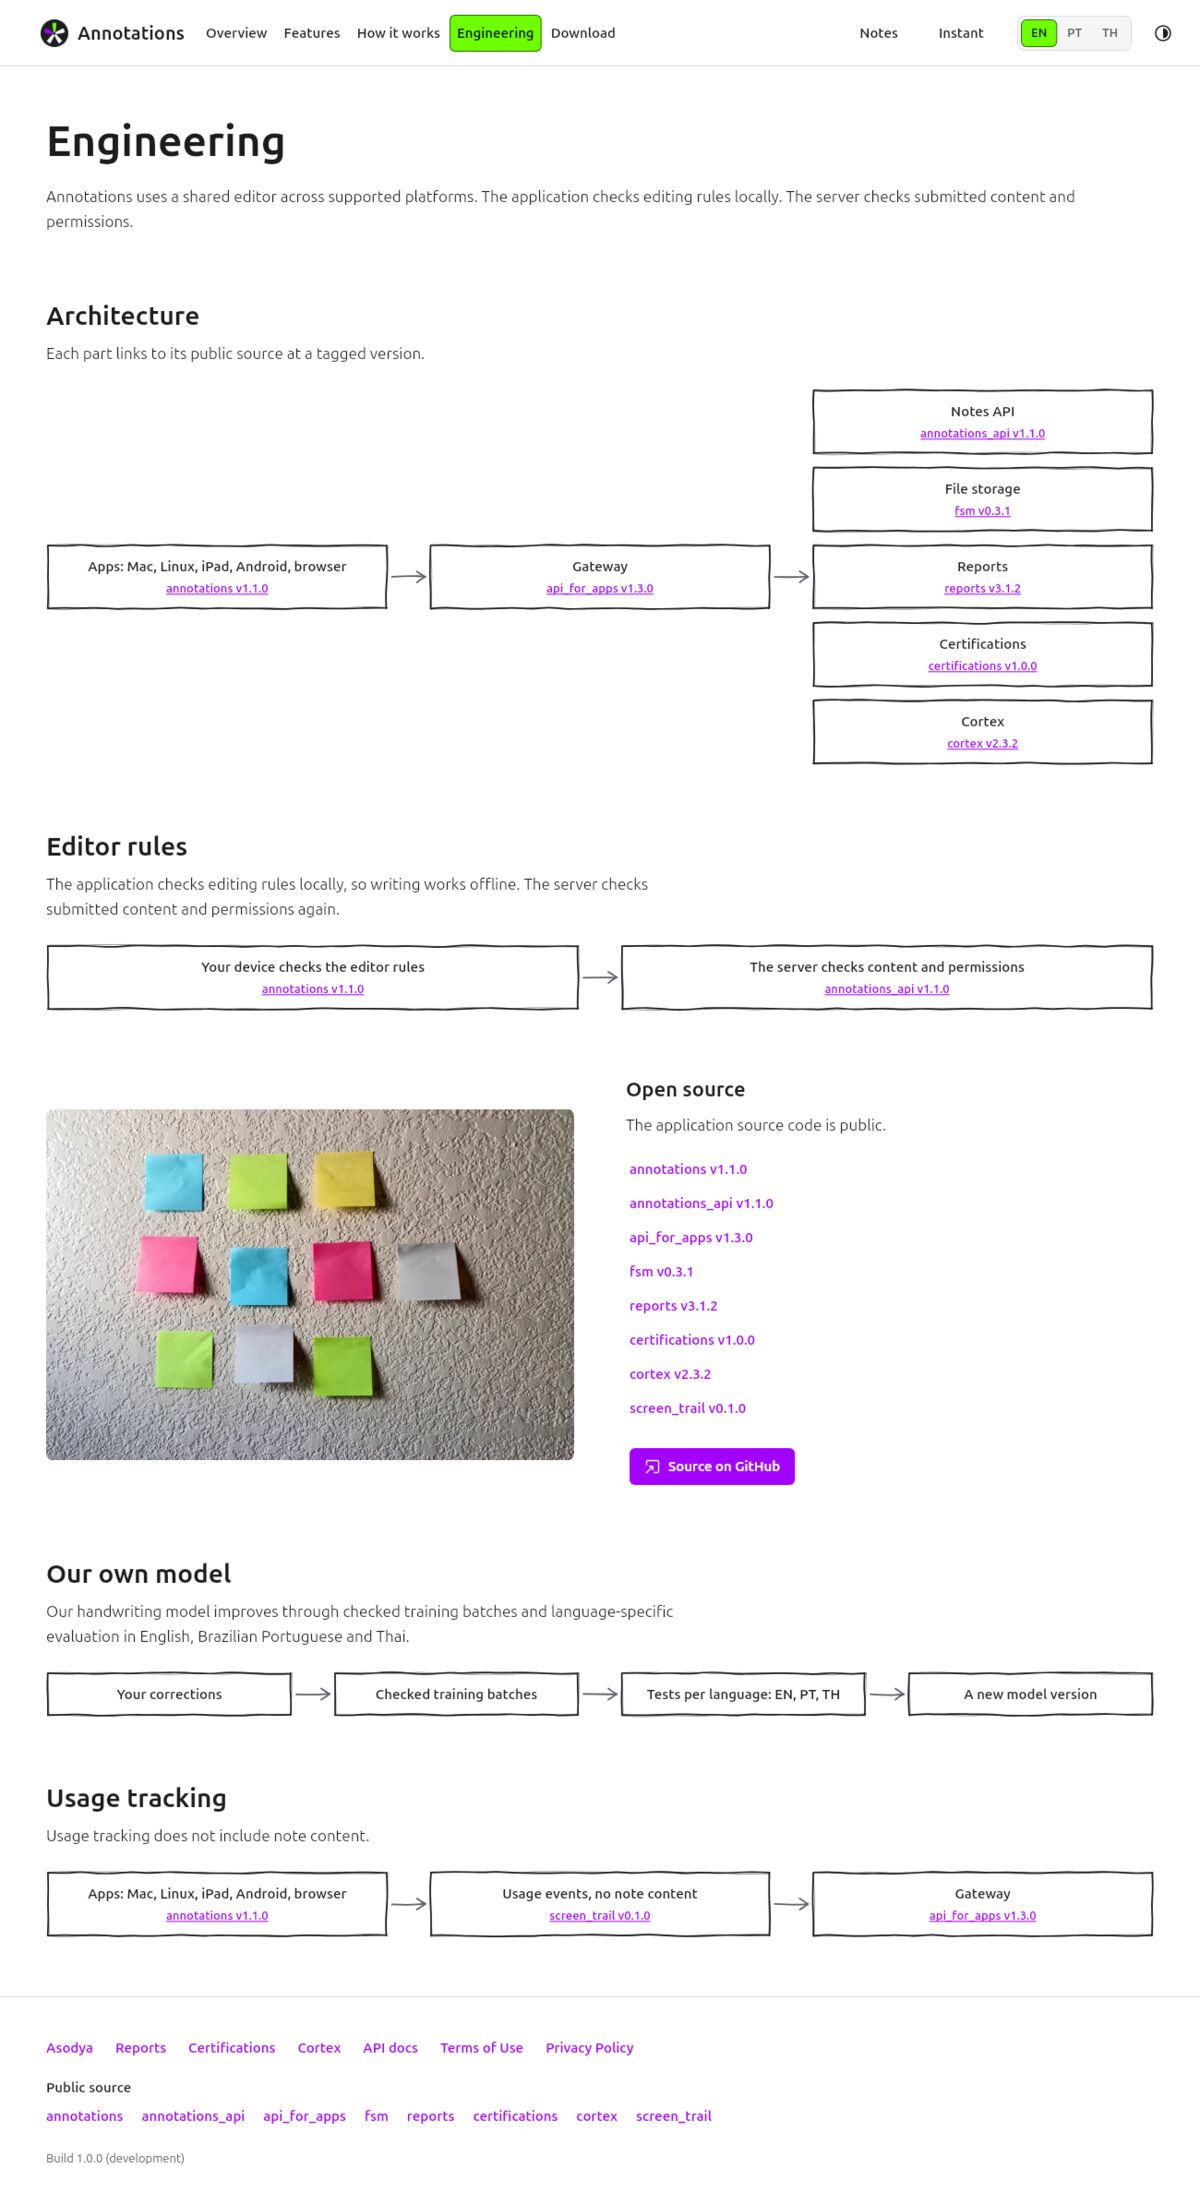 Annotations
Overview
Features
How it works
Engineering
Download
Notes
Instant
EN
PT
TH
Engineering
Annotations uses a shared editor across supported platforms. The application checks editing rules locally. The server checks submitted content and
permissions.
Architecture
Each part links to its public source at a tagged version.
Apps: Mac, Linux, iPad, Android, browser
annotations v1.1.0
Gateway
api_for_apps v1.3.0
Notes API
annotations_api v1.1.0
File storage
fsm v0.3.1
Reports
reports v3.1.2
Certifications
certifications v1.0.0
Cortex
cortex v2.3.2
Editor rules
The application checks editing rules locally, so writing works offline. The server checks
submitted content and permissions again.
Your device checks the editor rules
annotations v1.1.0
The server checks content and permissions
annotations_api v1.1.0
Open source
The application source code is public.
annotations v1.1.0
annotations_api v1.1.0
api_for_apps v1.3.0
fsm v0.3.1
reports v3.1.2
certifications v1.0.0
cortex v2.3.2
screen_trail v0.1.0
Source on GitHub
Our own model
Our handwriting model improves through checked training batches and language-specific
evaluation in English, Brazilian Portuguese and Thai.
Your corrections
Checked training batches
Tests per language: EN, PT, TH
A new model version
Usage tracking
Usage tracking does not include note content.
Apps: Mac, Linux, iPad, Android, browser
annotations v1.1.0
Usage events, no note content
screen_trail v0.1.0
Gateway
api_for_apps v1.3.0
Asodya
Reports
Certifications
Cortex
API docs
Terms of Use
Privacy Policy
Public source
annotations
annotations_api
api_for_apps
fsm
reports
certifications
cortex
screen_trail
Build 1.0.0 (development)